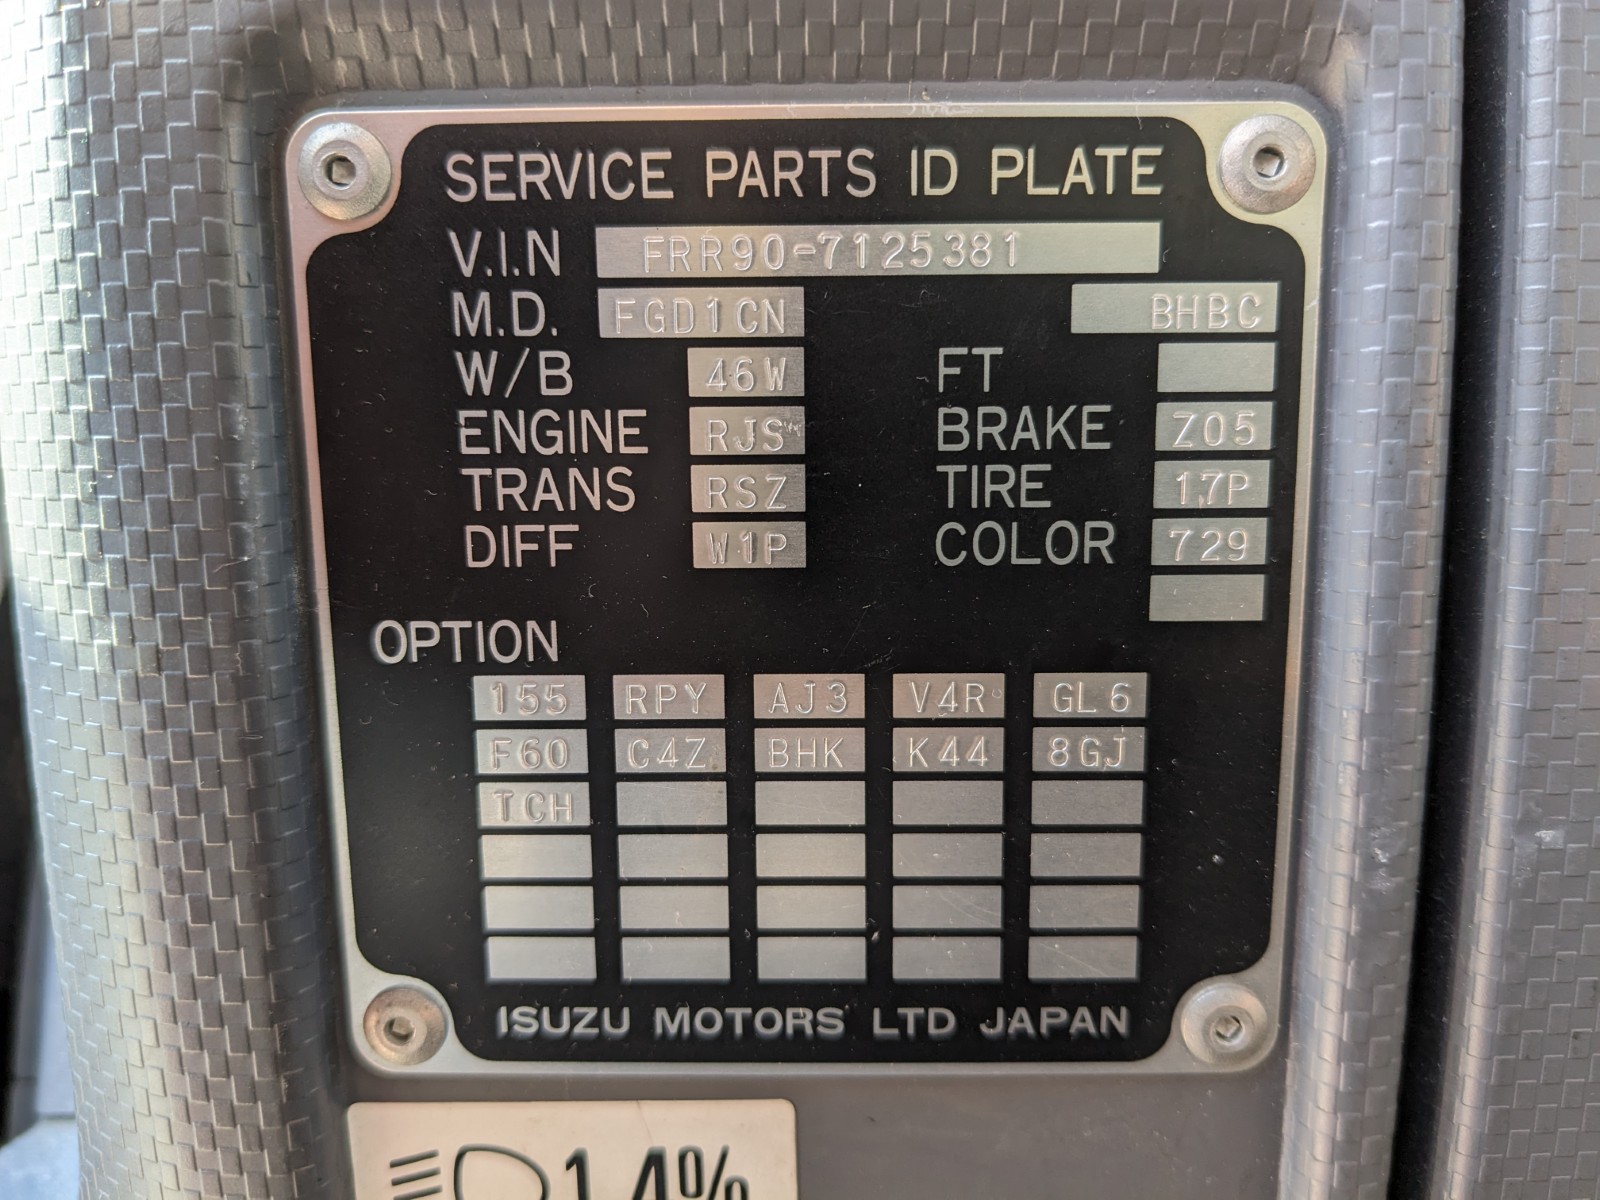 SERVICE PARTS ID PLATE
V.I.N FRR90-7125381
M.D. FGD1CN BHBC
W/B 46W FT
ENGINE RJS BRAKE Z05
TRANS RSZ TIRE 17P
DIFF W1P COLOR 729
OPTION
155 RPY AJ3 V4R GL6
F60 C4Z BHK K44 8GJ
TCH
ISUZU MOTORS LTD JAPAN
1.4%